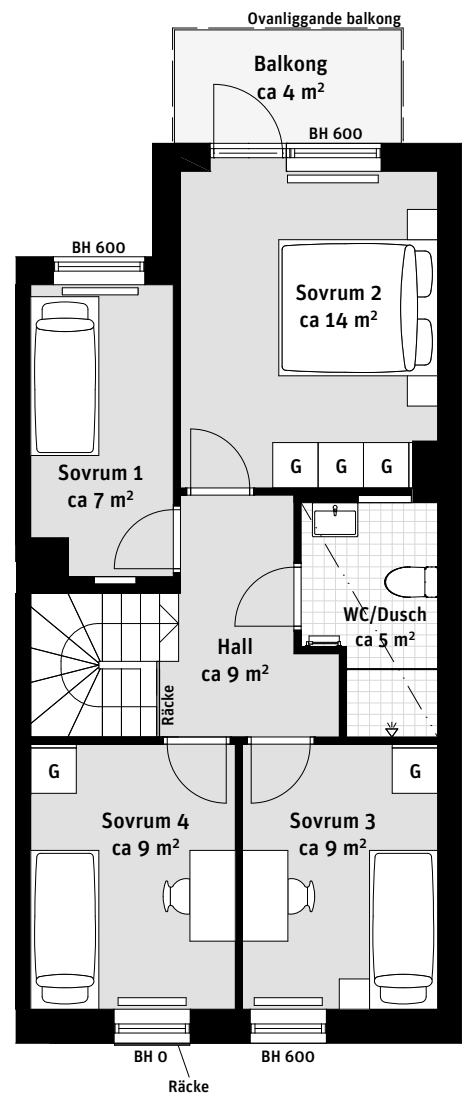 Ovanliggande balkong
Balkong
ca 4 m²
BH 600
BH 600
Sovrum 2
ca 14 m²
Sovrum 1
ca 7 m²
G G G
WC/Dusch
ca 5 m²
Hall
ca 9 m²
Räcke
G
G
Sovrum 4
ca 9 m²
Sovrum 3
ca 9 m²
BH 0
BH 600
Räcke